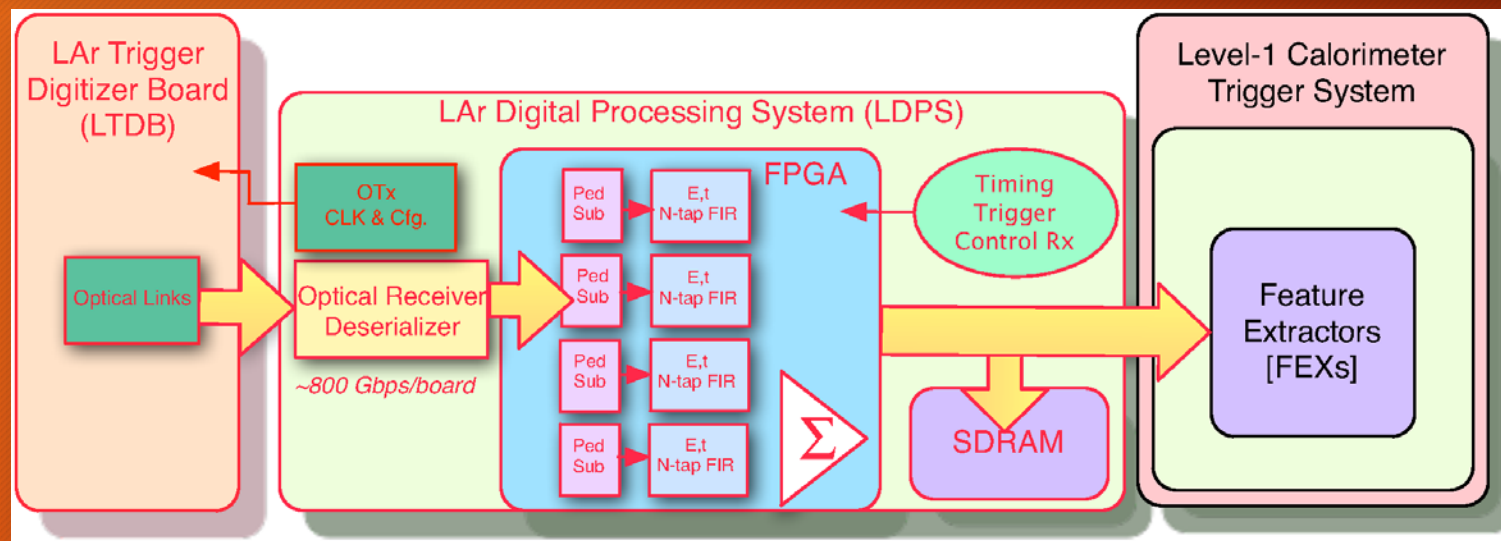 LAr Trigger
Digitizer Board
(LTDB)
Optical Links
LAr Digital Processing System (LDPS)
OTx
CLK & Cfg.
Optical Receiver
Deserializer
~800 Gbps/board
FPGA
Ped
Sub
E,t
N-tap FIR
Ped
Sub
E,t
N-tap FIR
Ped
Sub
E,t
N-tap FIR
Ped
Sub
E,t
N-tap FIR
Σ
Timing
Trigger
Control Rx
SDRAM
Level-1 Calorimeter
Trigger System
Feature
Extractors
[FEXs]